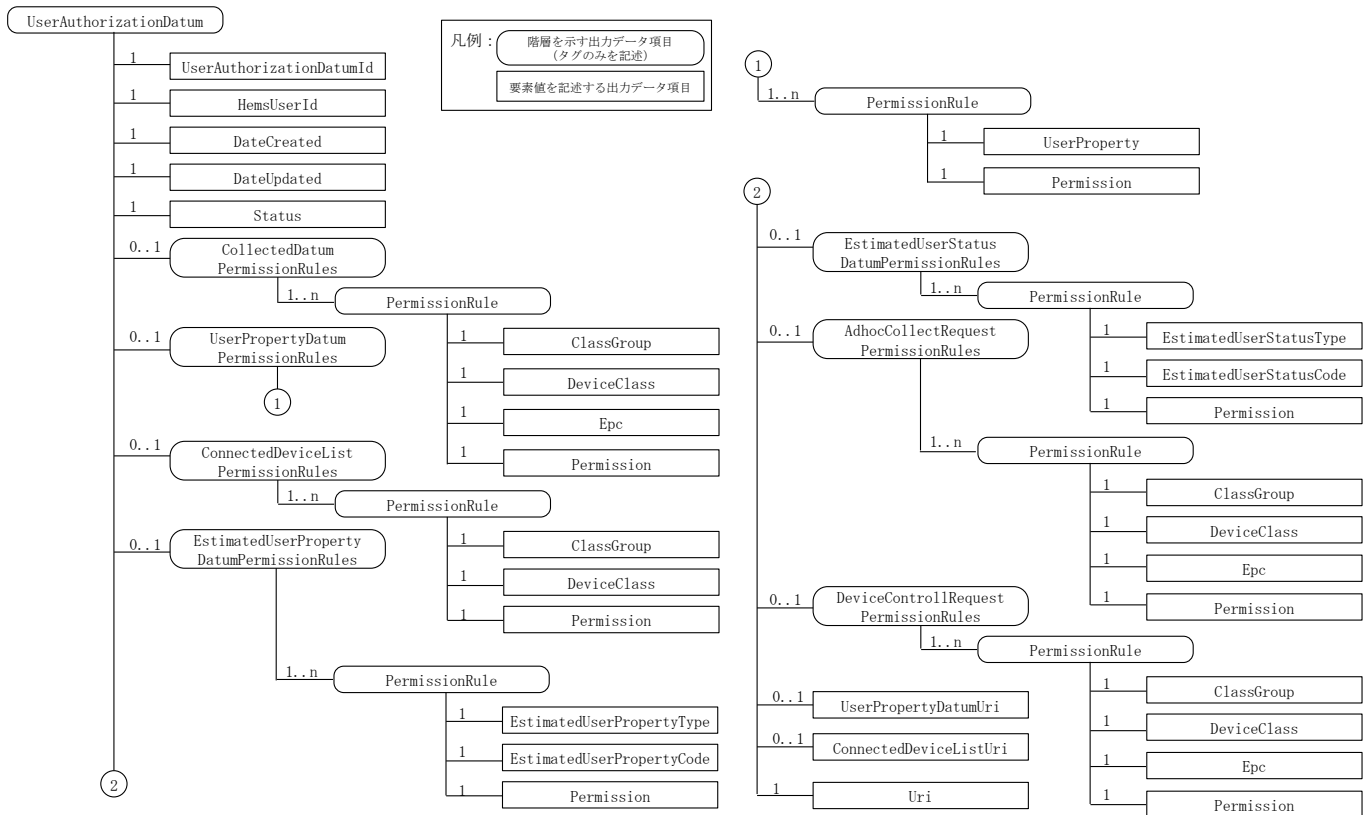 UserAuthorizationDatum
1
UserAuthorizationDatumId
1
HemsUserId
1
DateCreated
1
DateUpdated
1
Status
0..1
CollectedDatum
PermissionRules
1..n
PermissionRule
1
ClassGroup
1
DeviceClass
1
Epc
1
Permission
0..1
UserPropertyDatum
PermissionRules
1
0..1
ConnectedDeviceList
PermissionRules
1..n
PermissionRule
1
ClassGroup
1
DeviceClass
1
Permission
0..1
EstimatedUserProperty
DatumPermissionRules
1..n
PermissionRule
1
EstimatedUserPropertyType
1
EstimatedUserPropertyCode
1
Permission
2
凡例:
階層を示す出力データ項目
(タグのみを記述)
要素値を記述する出力データ項目
1
1..n
PermissionRule
1
UserProperty
1
Permission
2
0..1
EstimatedUserStatus
DatumPermissionRules
1..n
PermissionRule
1
EstimatedUserStatusType
1
EstimatedUserStatusCode
1
Permission
0..1
AdhocCollectRequest
PermissionRules
1..n
PermissionRule
1
ClassGroup
1
DeviceClass
1
Epc
1
Permission
0..1
DeviceControllRequest
PermissionRules
1..n
PermissionRule
1
ClassGroup
1
DeviceClass
1
Epc
1
Permission
0..1
UserPropertyDatumUri
0..1
ConnectedDeviceListUri
1
Uri